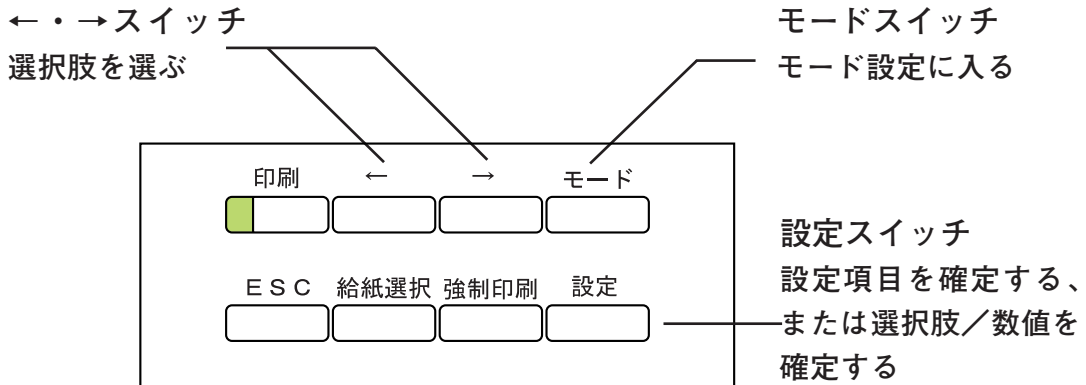 ←・→スイッチ
選択肢を選ぶ
モードスイッチ
モード設定に入る
印刷
←
→
モード
ESC
給紙選択
強制印刷
設定
設定スイッチ
設定項目を確定する、
または選択肢／数値を
確定する